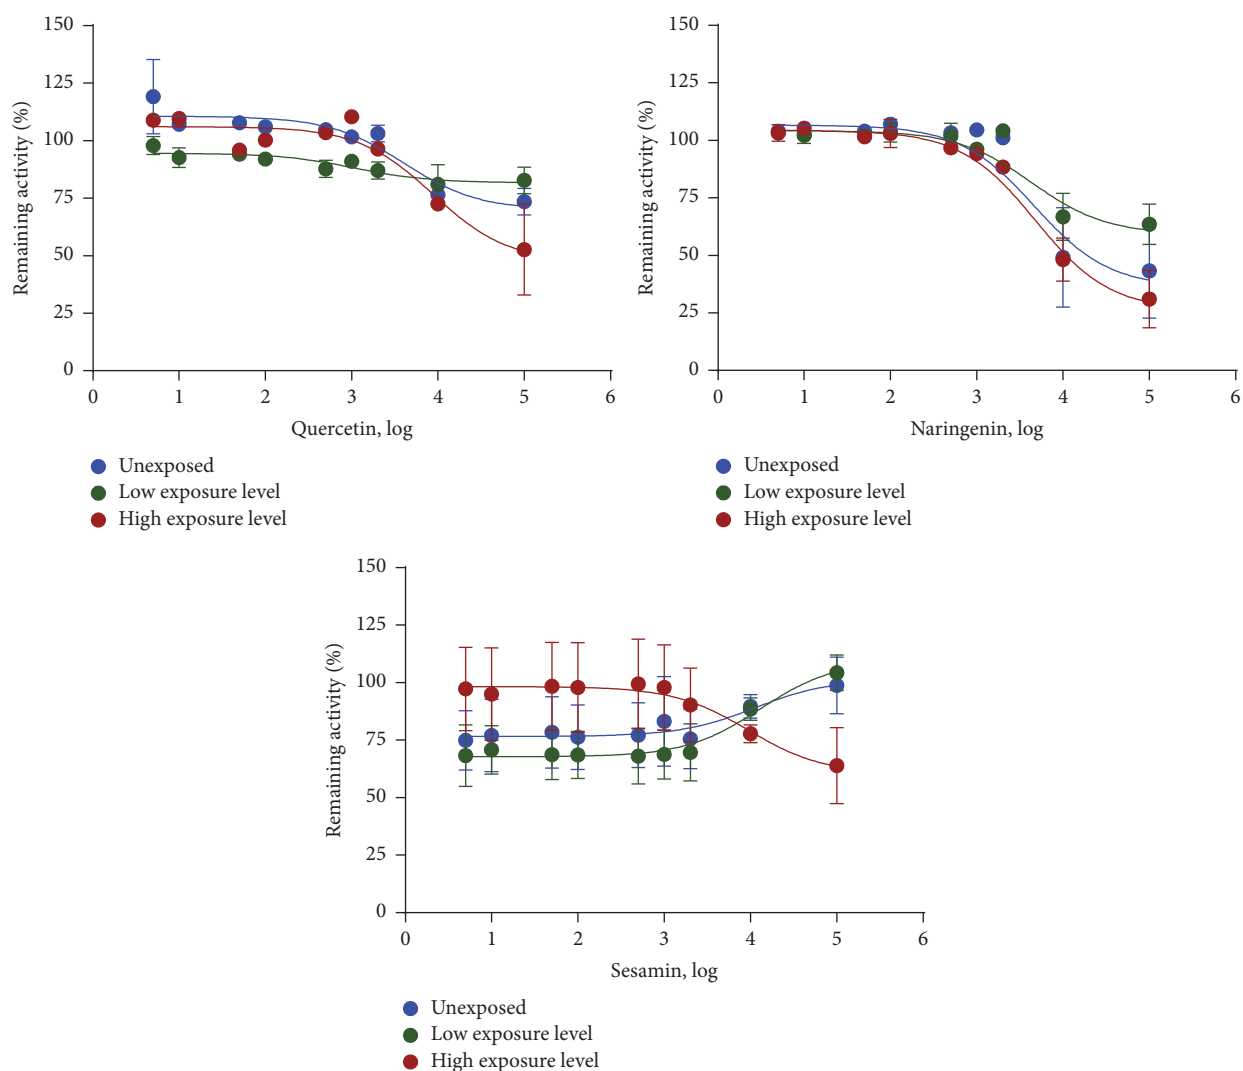 150
125
100
75
50
25
0
Remaining activity (%)
0 1 2 3 4 5 6
Quercetin, log
Unexposed
Low exposure level
High exposure level
150
125
100
75
50
25
0
Remaining activity (%)
0 1 2 3 4 5 6
Naringenin, log
Unexposed
Low exposure level
High exposure level
150
125
100
75
50
25
0
Remaining activity (%)
0 1 2 3 4 5 6
Sesamin, log
Unexposed
Low exposure level
High exposure level